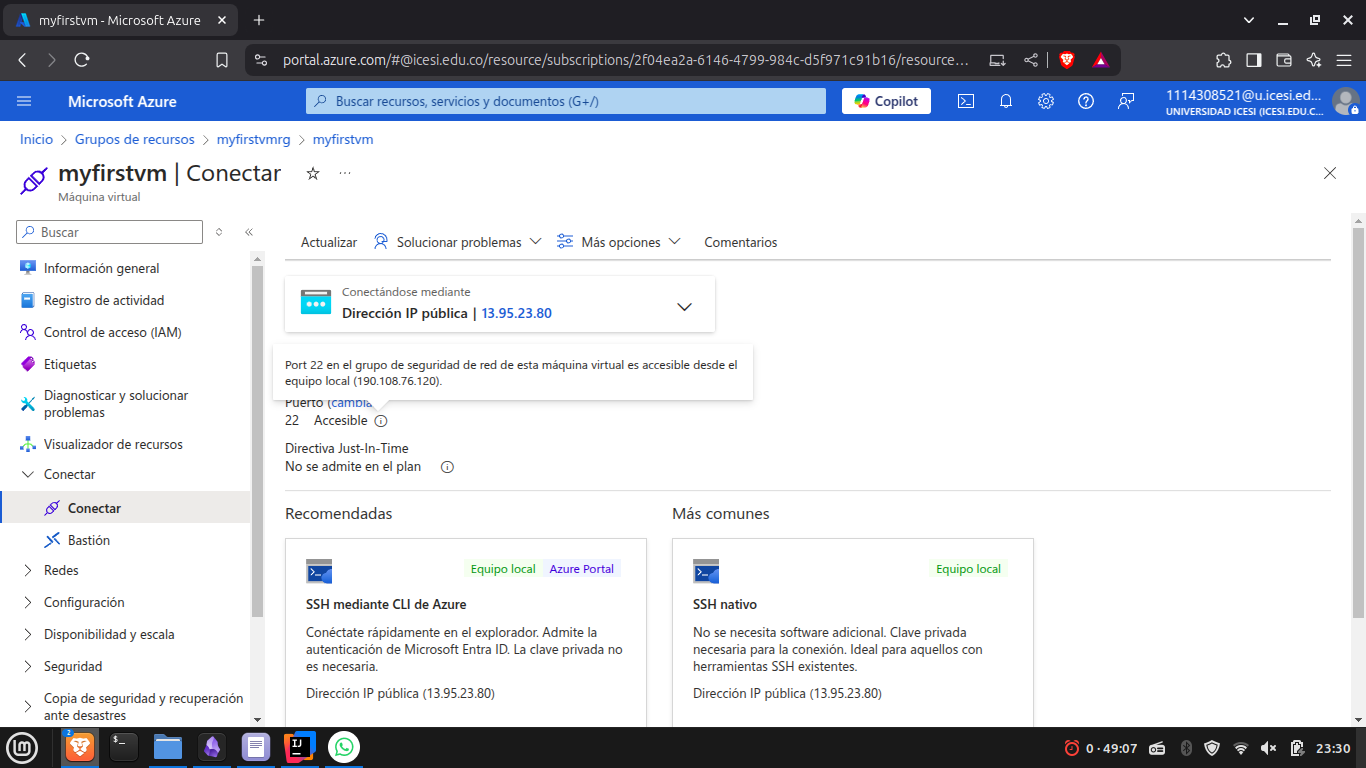 myfirstvm - Microsoft Azure
portal.azure.com/#@icesi.edu.co/resource/subscriptions/2f04ea2a-6146-4799-984c-d5f971c91b16/resource...
Microsoft Azure
Buscar recursos, servicios y documentos (G+/)
Copilot
1114308521@u.icesi.ed...
UNIVERSIDAD ICESI (ICESI.EDU.C...
Inicio > Grupos de recursos > myfirstvmrg > myfirstvm
myfirstvm | Conectar
Máquina virtual
Buscar
Información general
Registro de actividad
Control de acceso (IAM)
Etiquetas
Diagnosticar y solucionar
problemas
Visualizador de recursos
Conectar
Conectar
Bastión
Redes
Configuración
Disponibilidad y escala
Seguridad
Copia de seguridad y recuperación
ante desastres
Actualizar
Solucionar problemas
Más opciones
Comentarios
Conectándose mediante
Dirección IP pública | 13.95.23.80
Port 22 en el grupo de seguridad de red de esta máquina virtual es accesible desde el
equipo local (190.108.76.120).
Puerto (cambia
22 Accesible
Directiva Just-In-Time
No se admite en el plan
Recomendadas
Equipo local
Azure Portal
SSH mediante CLI de Azure
Conéctate rápidamente en el explorador. Admite la
autenticación de Microsoft Entra ID. La clave privada no
es necesaria.
Dirección IP pública (13.95.23.80)
Más comunes
Equipo local
SSH nativo
No se necesita software adicional. Clave privada
necesaria para la conexión. Ideal para aquellos con
herramientas SSH existentes.
Dirección IP pública (13.95.23.80)
2
IJ
0 · 49:07
23:30